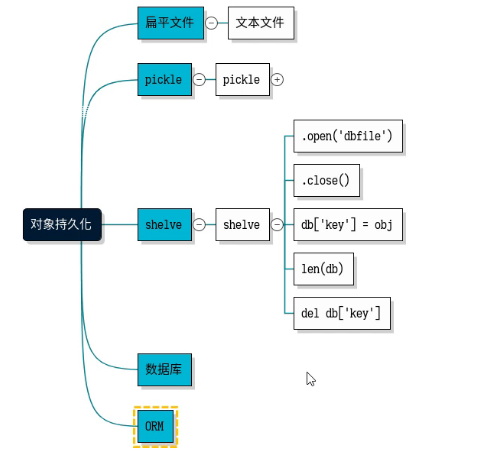 扁平文件
文本文件
pickle
pickle
对象持久化
shelve
shelve
.open('dbfile')
.close()
db['key'] = obj
len(db)
del db['key']
数据库
ORM